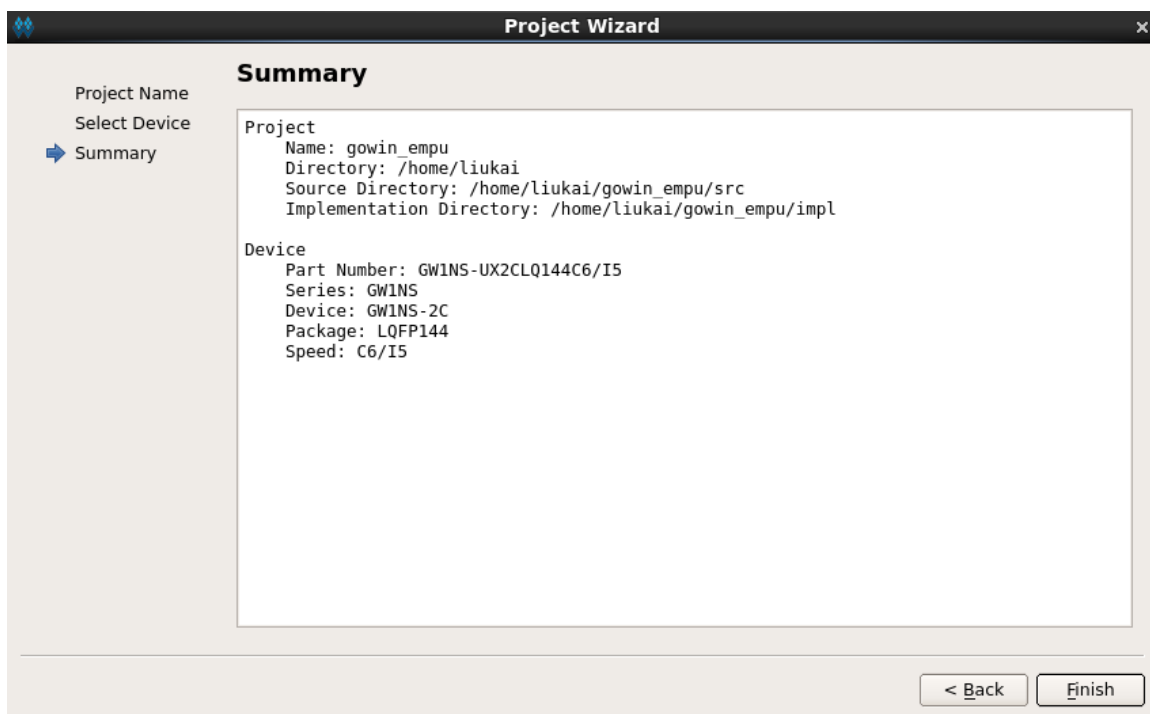 Project Wizard
Project Name
Select Device
Summary
Summary
Project
Name: gowin_empu
Directory: /home/liukai
Source Directory: /home/liukai/gowin_empu/src
Implementation Directory: /home/liukai/gowin_empu/impl
Device
Part Number: GW1NS-UX2CLQ144C6/I5
Series: GW1NS
Device: GW1NS-2C
Package: LQFP144
Speed: C6/I5
< Back
Finish